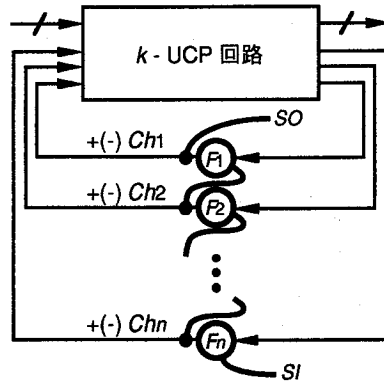 k - UCP 回路
SO
+(-) Ch1
F1
+(-) Ch2
F2
+(-) Chn
Fn
SI